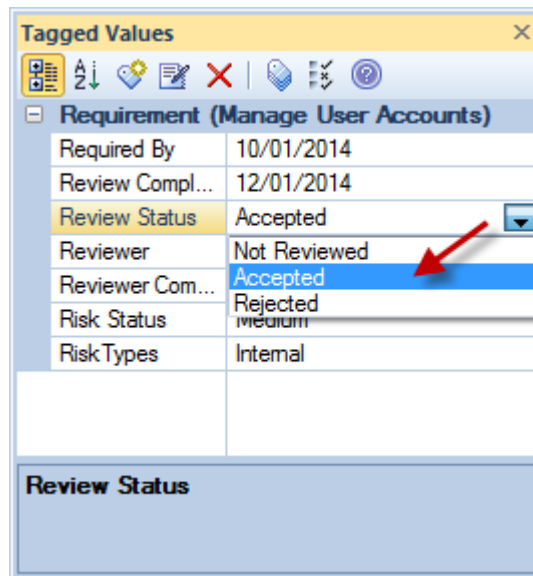 Tagged Values
Requirement (Manage User Accounts)
Required By 10/01/2014
Review Compl... 12/01/2014
Review Status Accepted
Reviewer Not Reviewed
Reviewer Com... Accepted
Rejected
Risk Status Medium
RiskTypes Internal
Review Status